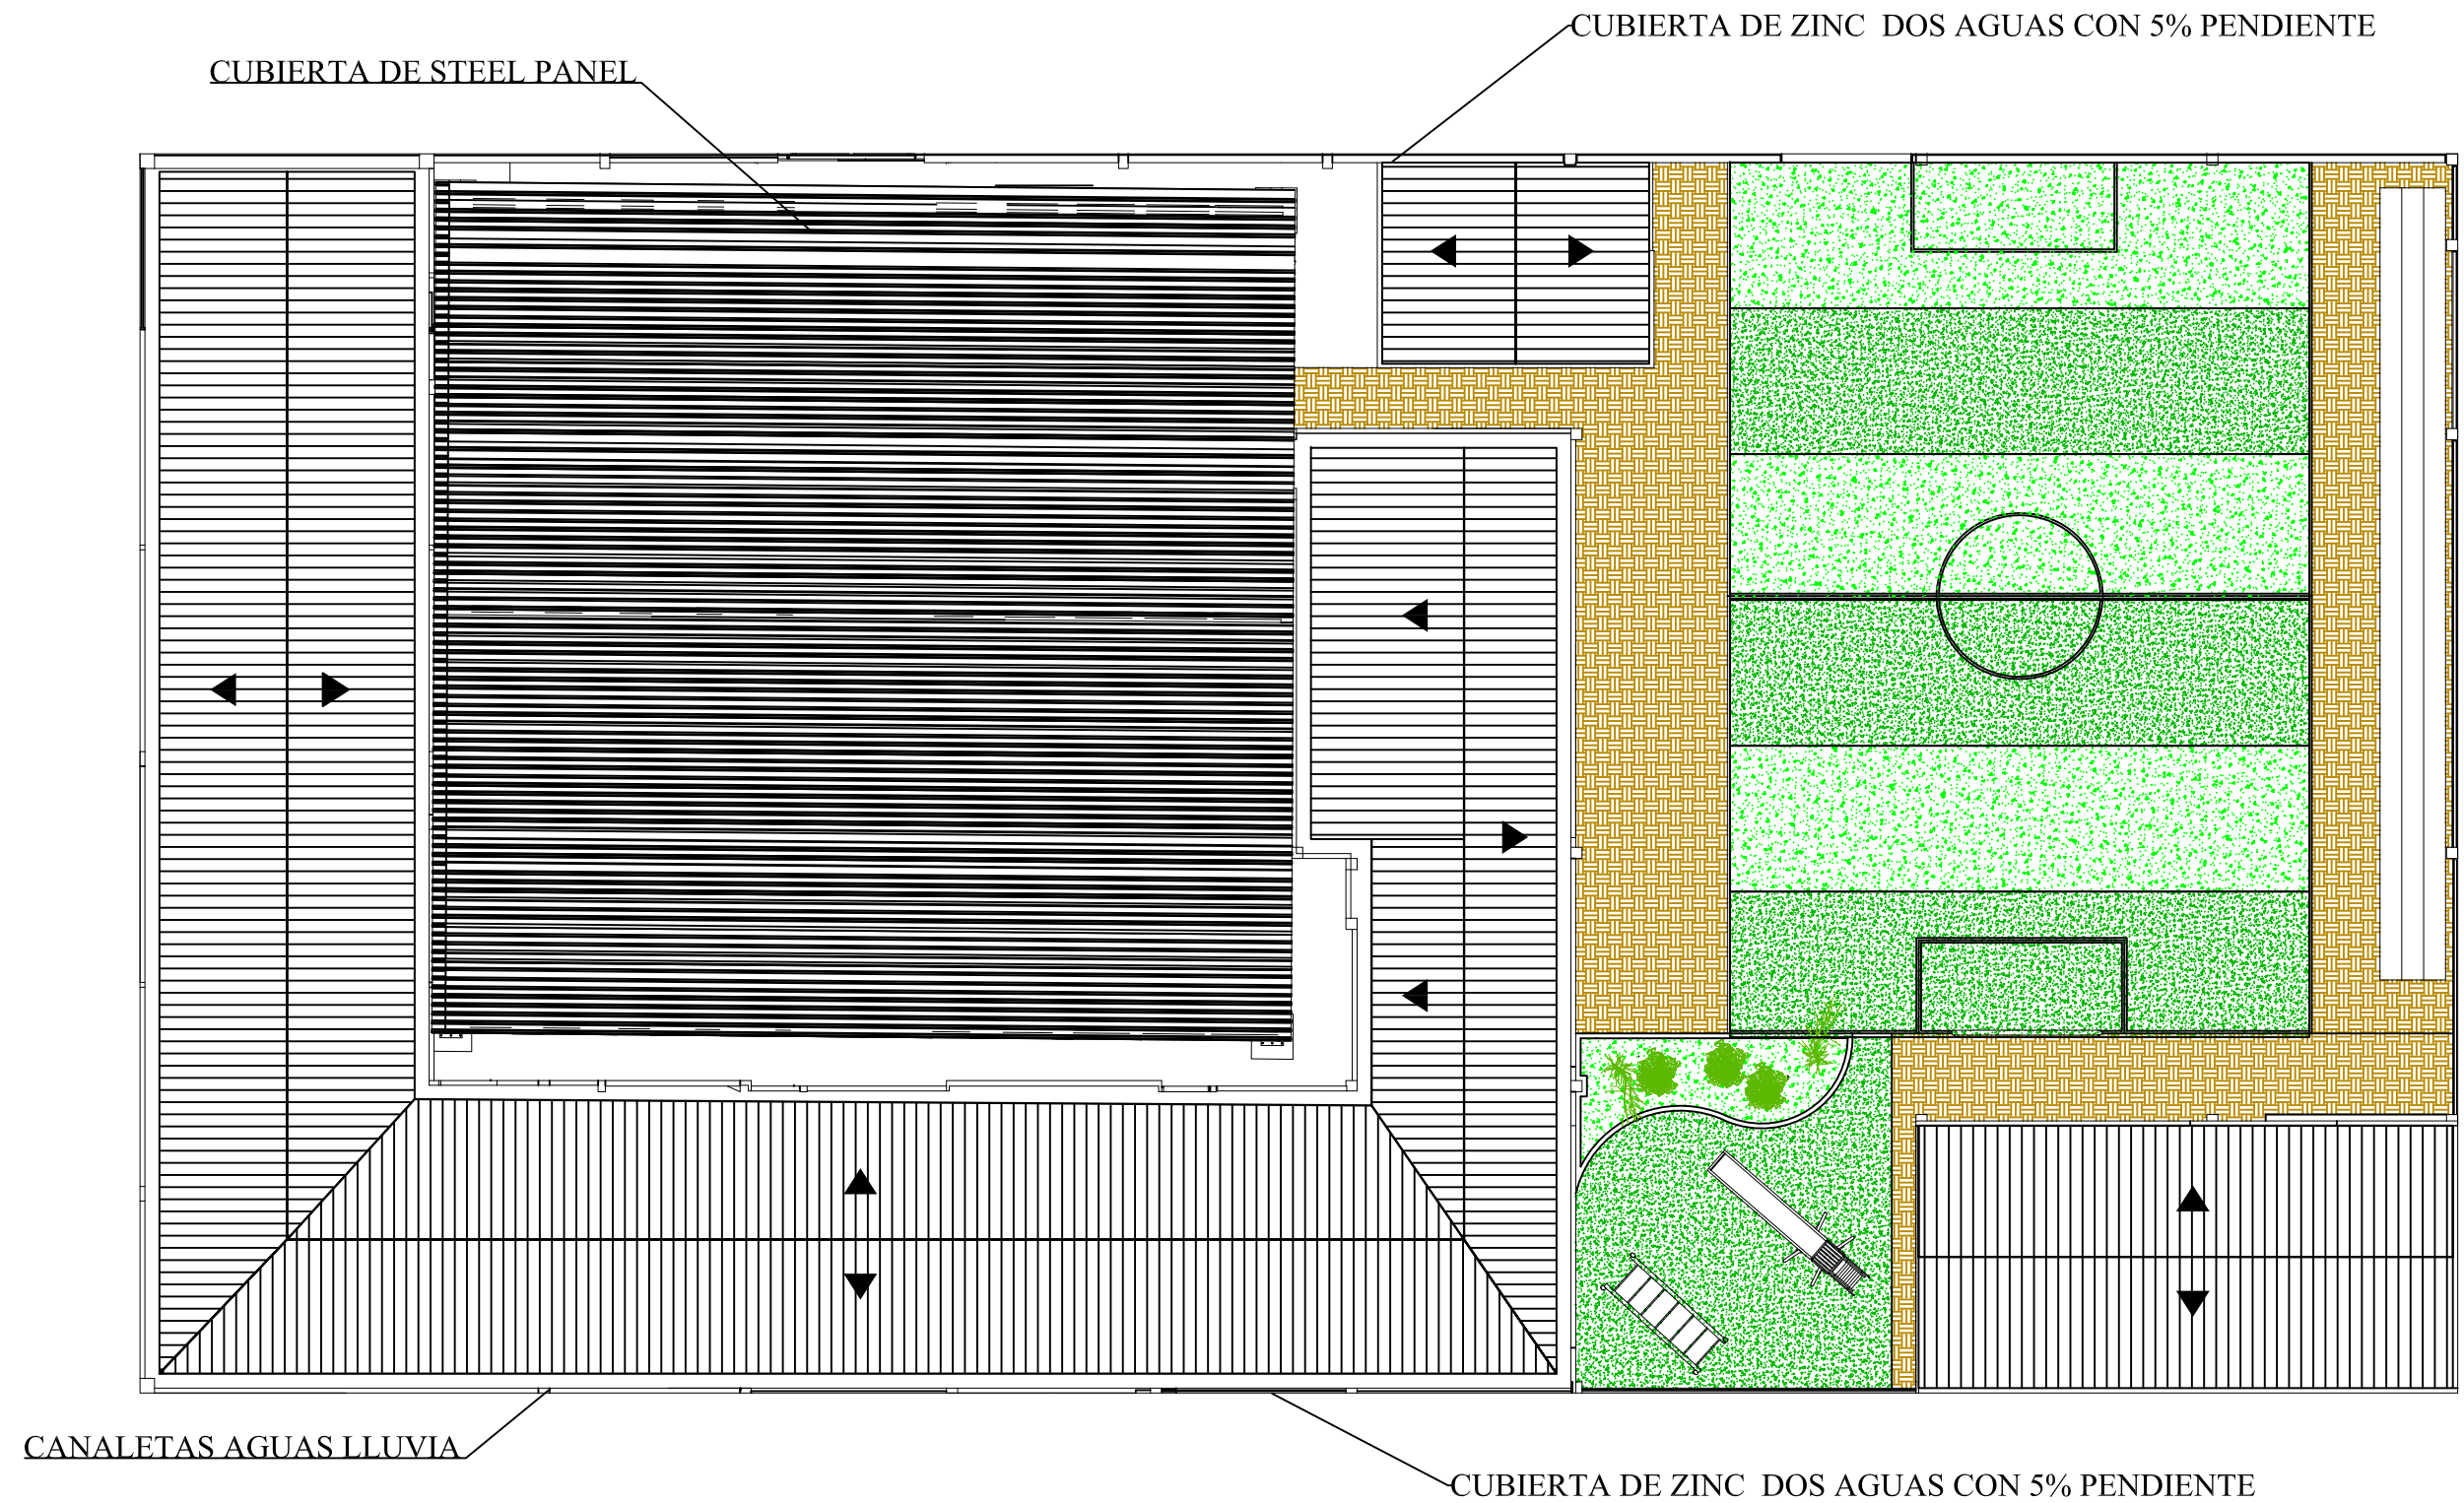 CUBIERTA DE ZINC  DOS AGUAS CON 5% PENDIENTE
CUBIERTA DE STEEL PANEL
CANALETAS AGUAS LLUVIA
CUBIERTA DE ZINC  DOS AGUAS CON 5% PENDIENTE